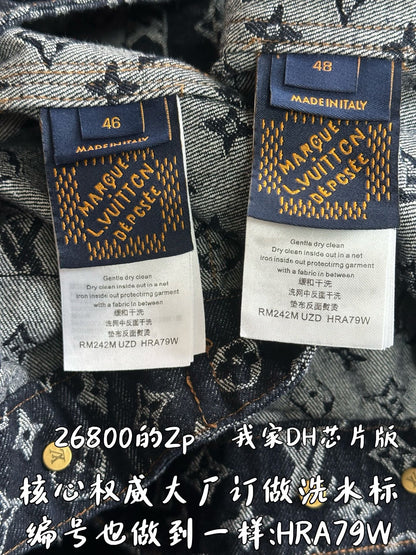 46
MADE IN ITALY
MARQUE
L.VUITTON
DÉPOSÉE
Gentle dry clean
Dry clean inside out in a net
Iron inside out protectimg garment
with a fabric in between
缓和干洗
洗网中反面干洗
垫布反面熨烫
RM242M UZD HRA79W
48
MADE IN ITALY
MARQUE
L.VUITTON
DÉPOSÉE
Gentle dry clean
Dry clean inside out in a net
Iron inside out protectimg garment
with a fabric in between
缓和干洗
洗网中反面干洗
垫布反面熨烫
RM242M UZD HRA79W
26800的Zp 我家DH芯片版
核心权威大厂订做洗水标
编号也做到一样:HRA79W